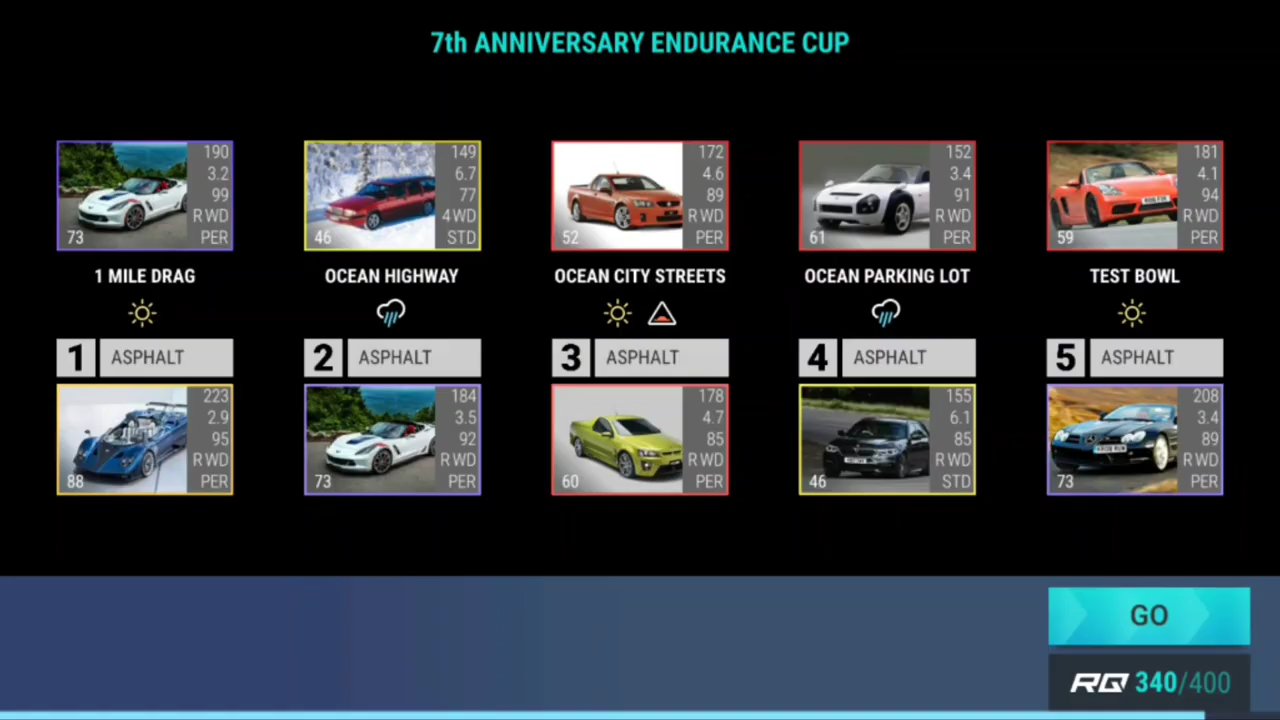 7th ANNIVERSARY ENDURANCE CUP
190
3.2
99
RWD
PER
73
149
6.7
77
4WD
STD
46
172
4.6
89
RWD
PER
52
152
3.4
91
RWD
PER
61
181
4.1
94
RWD
PER
59
1 MILE DRAG
OCEAN HIGHWAY
OCEAN CITY STREETS
OCEAN PARKING LOT
TEST BOWL
1 ASPHALT
2 ASPHALT
3 ASPHALT
4 ASPHALT
5 ASPHALT
223
2.9
95
RWD
PER
88
184
3.5
92
RWD
PER
73
178
4.7
85
RWD
PER
60
155
6.1
85
RWD
STD
46
208
3.4
89
RWD
PER
73
GO
RQ 340/400